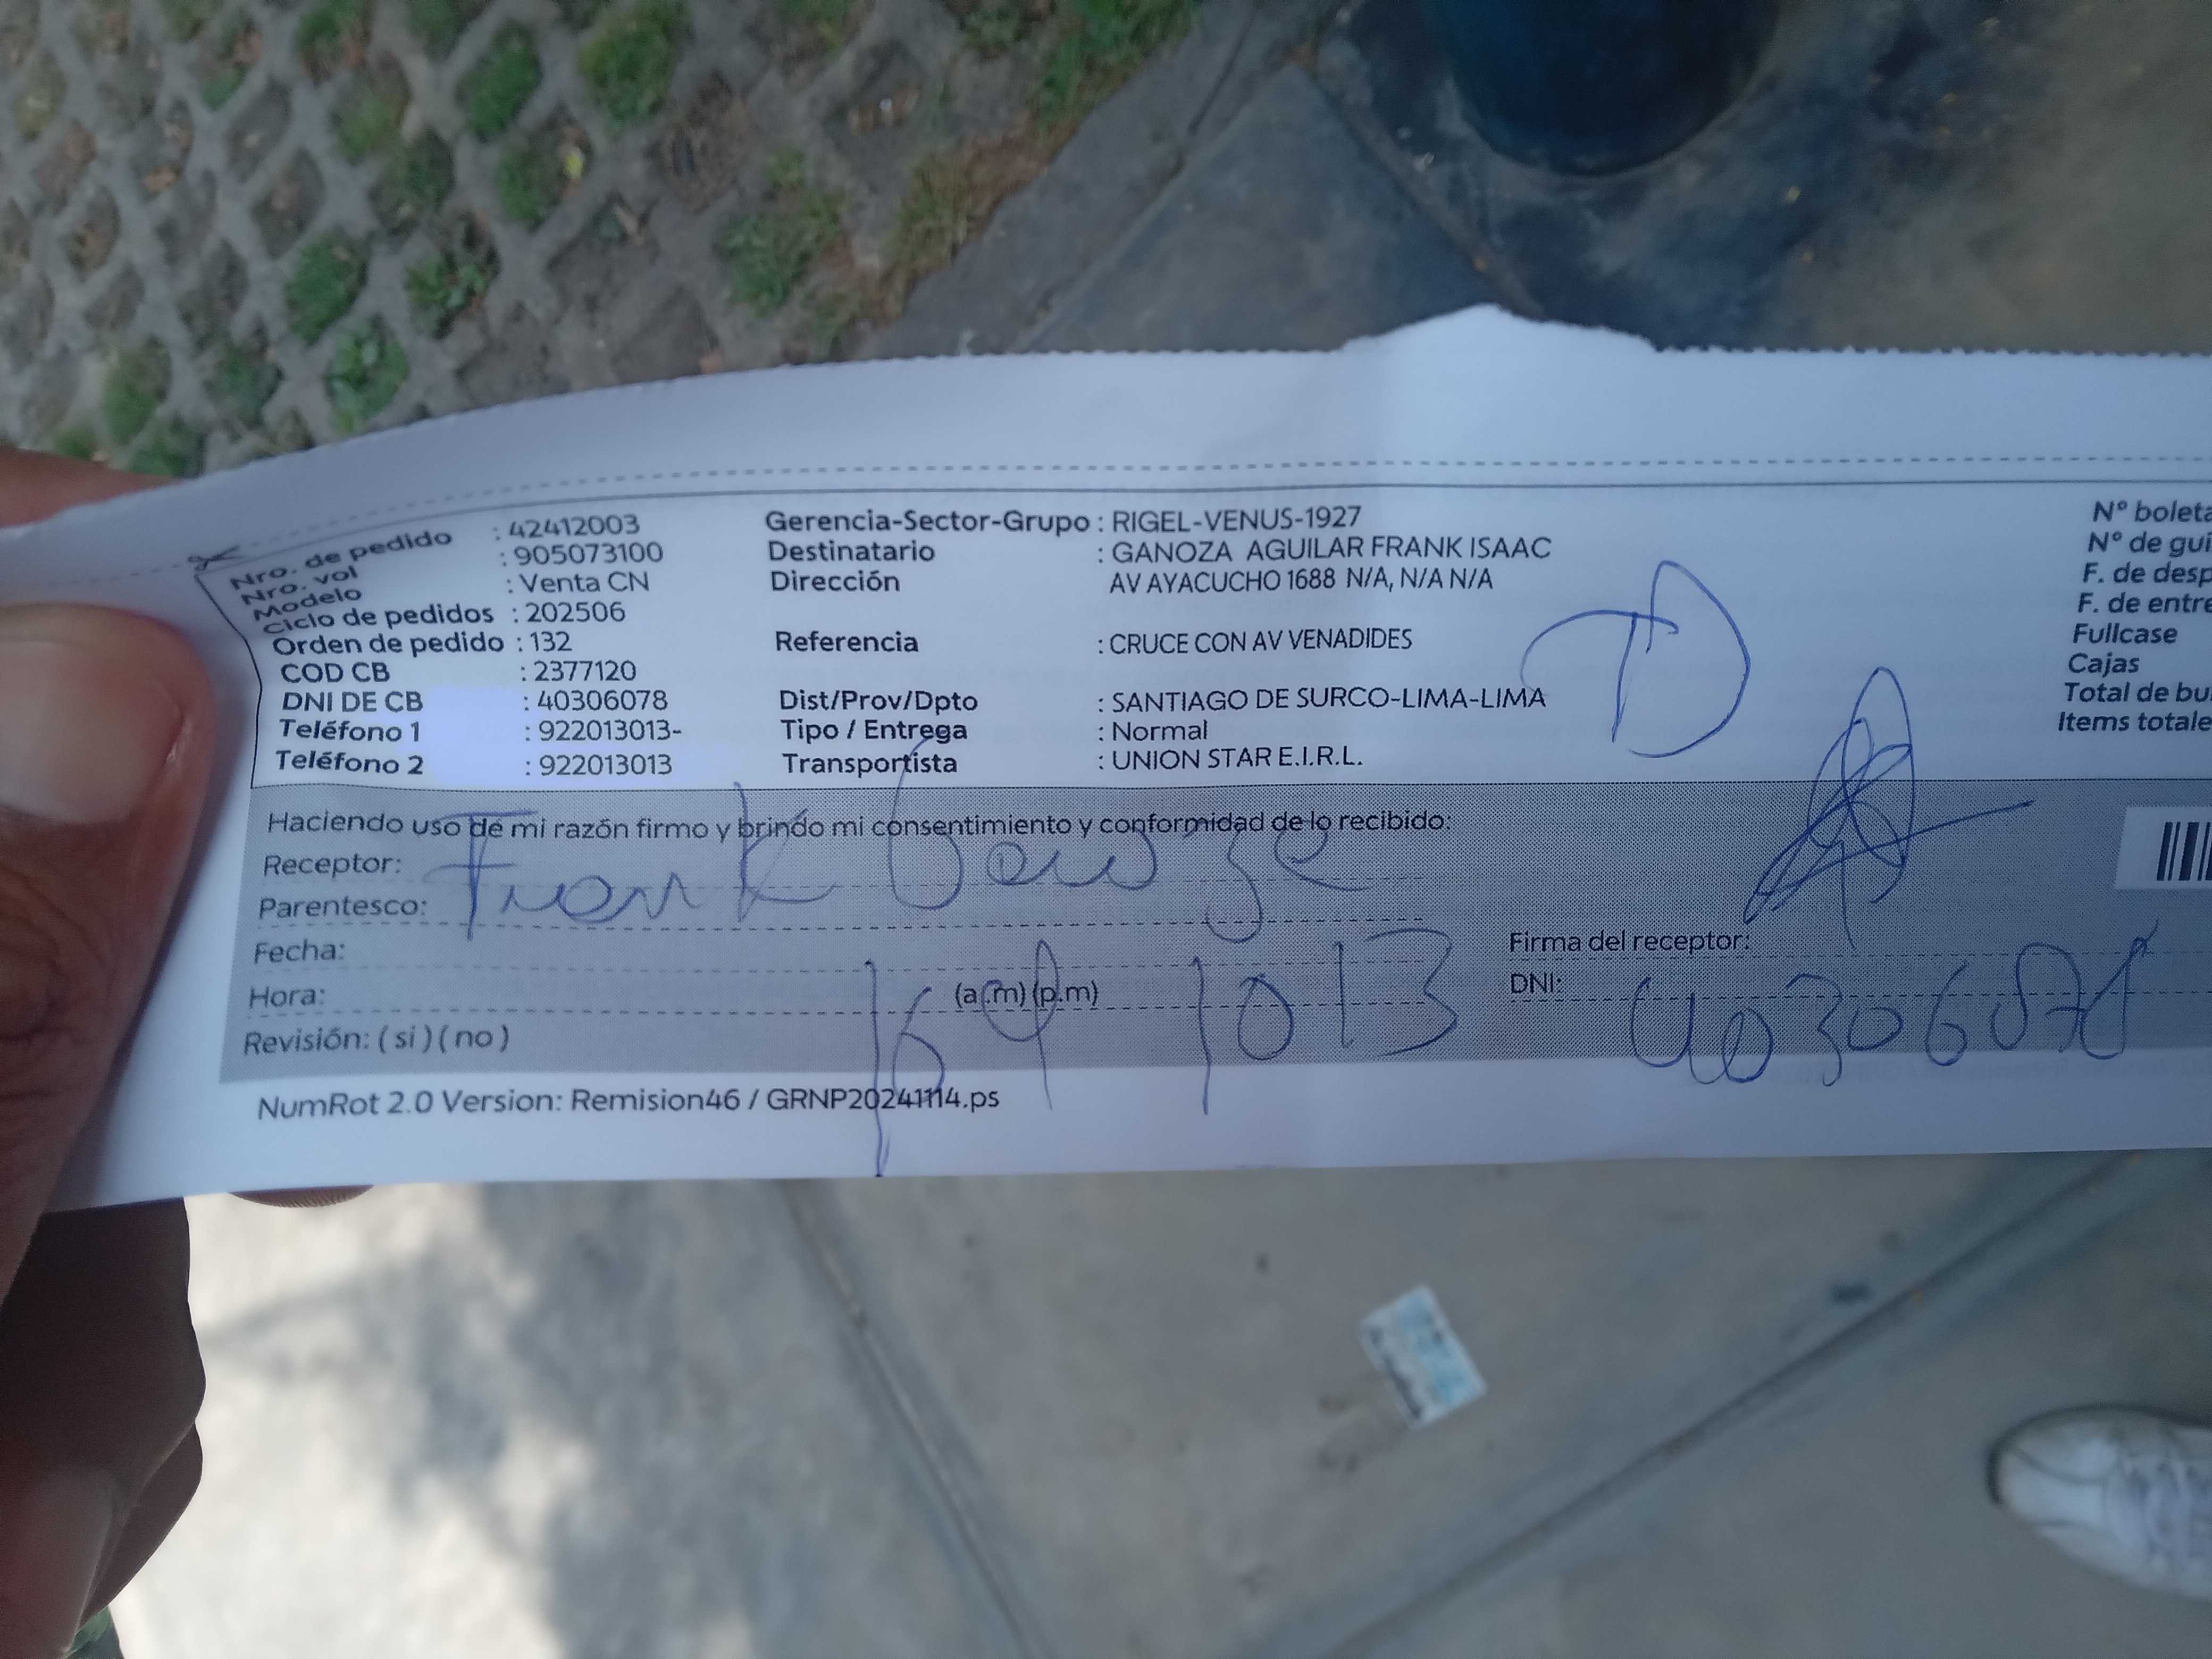 Nro. de pedido : 42412003
Nro. vol : 905073100
Modelo : Venta CN
Ciclo de pedidos : 202506
Orden de pedido : 132
COD CB : 2377120
DNI DE CB : 40306078
Teléfono 1 : 922013013-
Teléfono 2 : 922013013
Gerencia-Sector-Grupo : RIGEL-VENUS-1927
Destinatario : GANOZA AGUILAR FRANK ISAAC
Dirección AV AYACUCHO 1688 N/A, N/A N/A
Referencia : CRUCE CON AV VENADIDES
Dist/Prov/Dpto : SANTIAGO DE SURCO-LIMA-LIMA
Tipo / Entrega : Normal
Transportista : UNION STAR E.I.R.L.
N° boleta
N° de guí
F. de desp
F. de entre
Fullcase
Cajas
Total de bu
Items totale
Haciendo uso de mi razón firmo y brindo mi consentimiento y conformidad de lo recibido:
Receptor: Frank
Parentesco:
Fecha:
Firma del receptor:
Hora: (a.m) (p.m)
DNI: 40306078
Revisión: ( si ) ( no )
NumRot 2.0 Version: Remision46 / GRNP20241114.ps